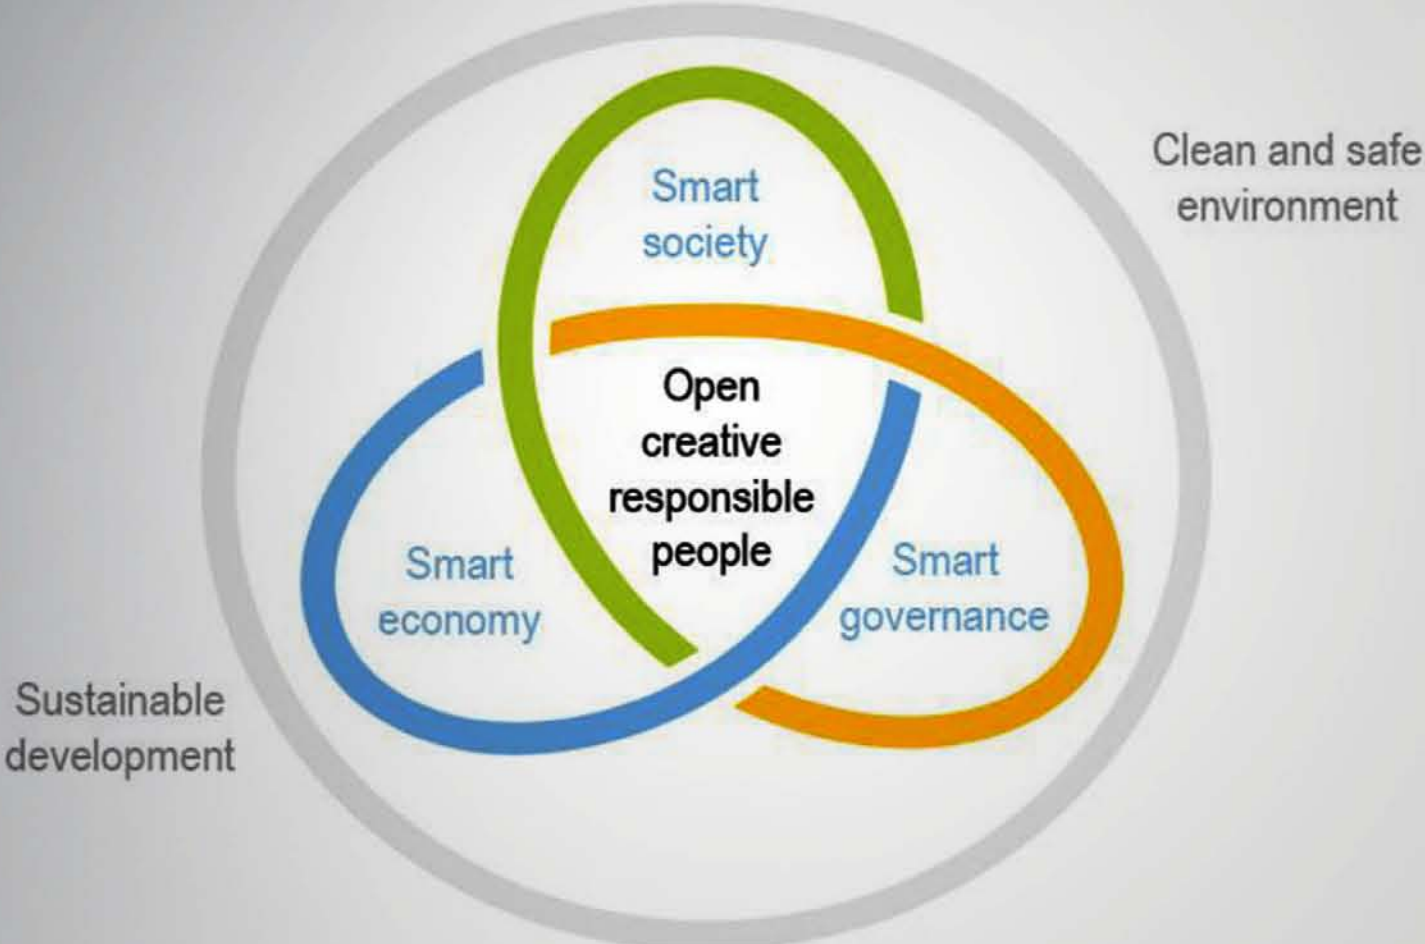 Clean and safe
environment
Smart
society
Open
creative
responsible
people
Smart
economy
Smart
governance
Sustainable
development